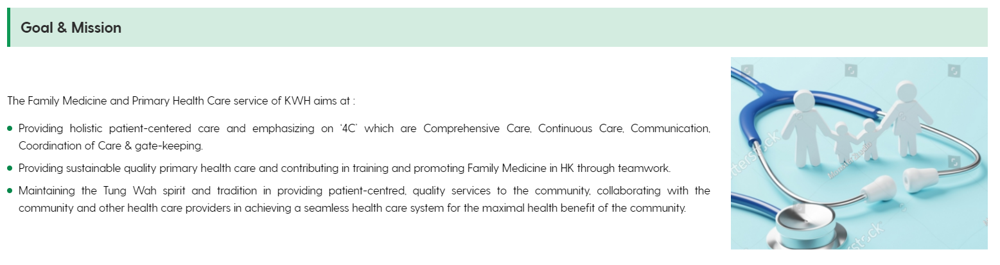 Goal & Mission
The Family Medicine and Primary Health Care service of KWH aims at :
Providing holistic patient-centered care and emphasizing on ‘4C’ which are Comprehensive Care, Continuous Care, Communication,
Coordination of Care & gate-keeping.
Providing sustainable quality primary health care and contributing in training and promoting Family Medicine in HK through teamwork.
Maintaining the Tung Wah spirit and tradition in providing patient-centred, quality services to the community, collaborating with the
community and other health care providers in achieving a seamless health care system for the maximal health benefit of the community.